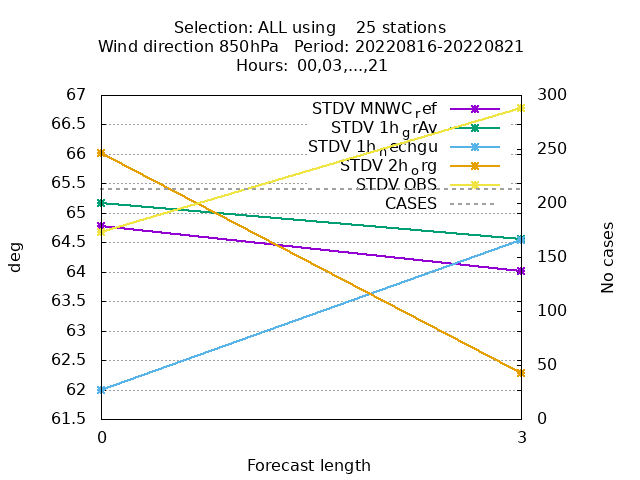 Selection: ALL using    25 stations
Wind direction 850hPa   Period: 20220816-20220821
Hours:  00,03,...,21
67
66.5
66
65.5
65
64.5
64
63.5
63
62.5
62
61.5
300
250
200
150
100
50
0
STDV MNWC_ref
STDV 1h_grAv
STDV 1h_nechgu
STDV 2h_org
STDV OBS
CASES
deg
No cases
0
3
Forecast length